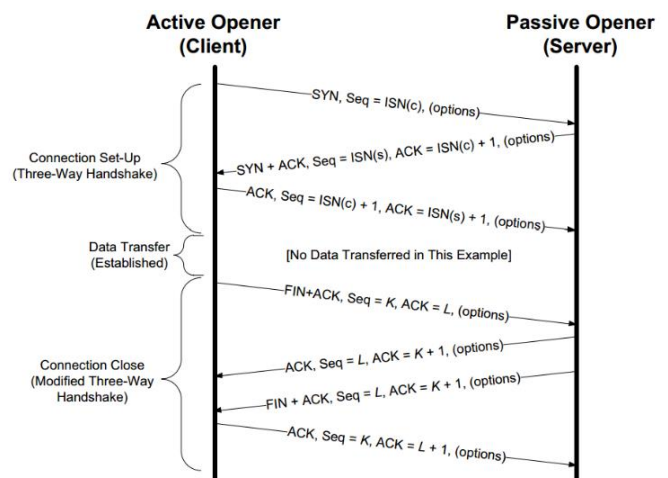 Active Opener
(Client)
Passive Opener
(Server)
SYN, Seq = ISN(c), (options)
SYN + ACK, Seq = ISN(s), ACK = ISN(c) + 1, (options)
Connection Set-Up
(Three-Way Handshake)
ACK, Seq = ISN(c) + 1, ACK = ISN(s) + 1, (options)
Data Transfer
(Established)
[No Data Transferred in This Example]
FIN+ACK, Seq = K, ACK = L, (options)
ACK, Seq = L, ACK = K + 1, (options)
Connection Close
(Modified Three-Way
Handshake)
FIN + ACK, Seq = L, ACK = K + 1, (options)
ACK, Seq = K, ACK = L + 1, (options)